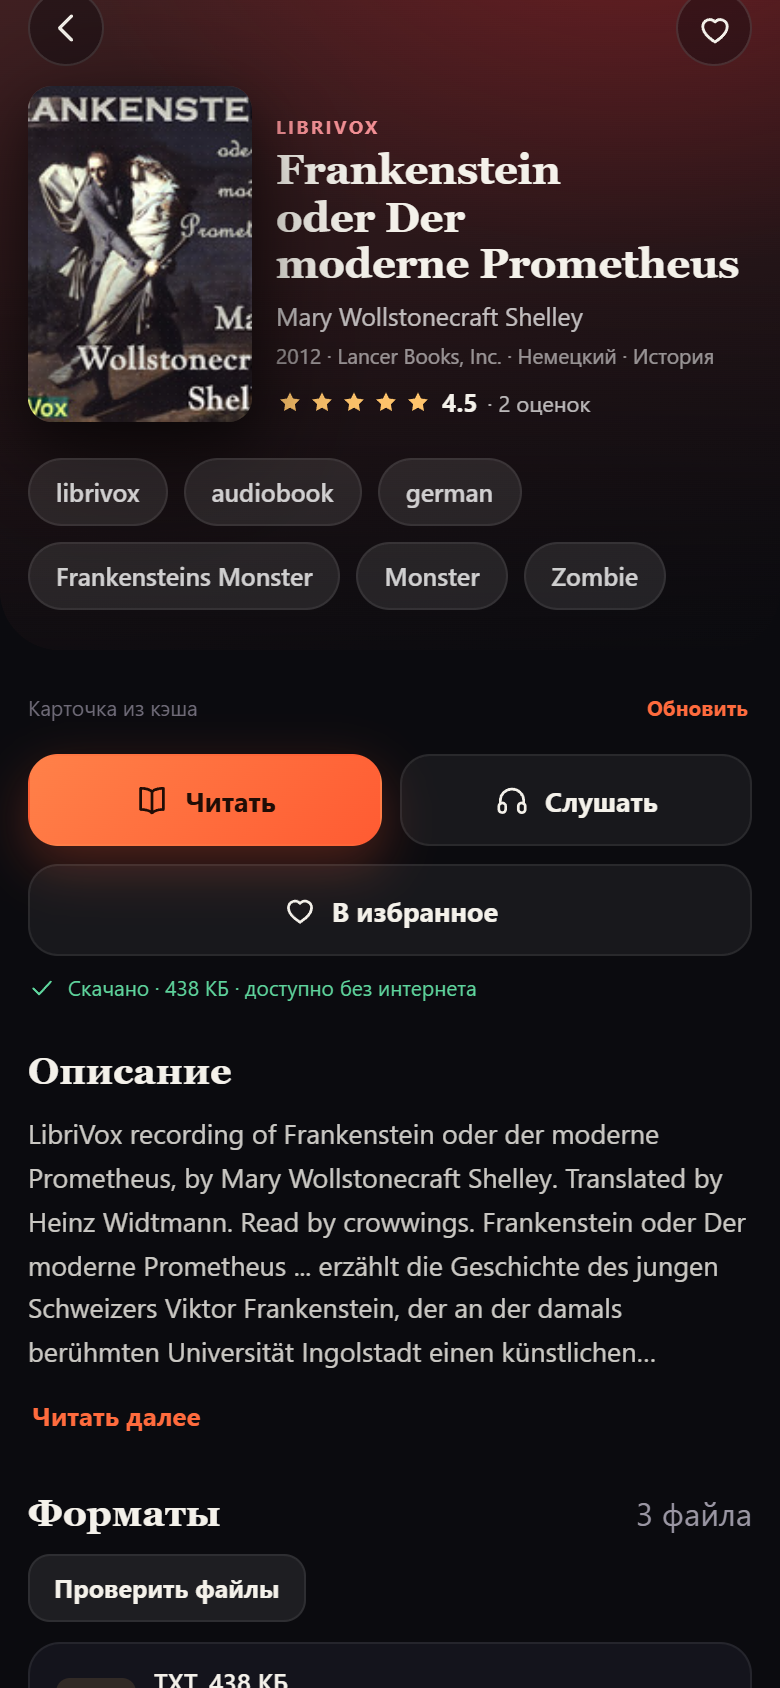 ANKENSTE
ode
mod
Promet
Ma
Wollstonecr
Shel
Vox
LIBRIVOX
Frankenstein
oder Der
moderne Prometheus
Mary Wollstonecraft Shelley
2012 · Lancer Books, Inc. · Немецкий · История
4.5 · 2 оценок
librivox
audiobook
german
Frankensteins Monster
Monster
Zombie
Карточка из кэша
Обновить
Читать
Слушать
В избранное
Скачано · 438 КБ · доступно без интернета
Описание
LibriVox recording of Frankenstein oder der moderne
Prometheus, by Mary Wollstonecraft Shelley. Translated by
Heinz Widtmann. Read by crowwings. Frankenstein oder Der
moderne Prometheus ... erzählt die Geschichte des jungen
Schweizers Viktor Frankenstein, der an der damals
berühmten Universität Ingolstadt einen künstlichen...
Читать далее
Форматы
3 файла
Проверить файлы
TXT 438 КБ